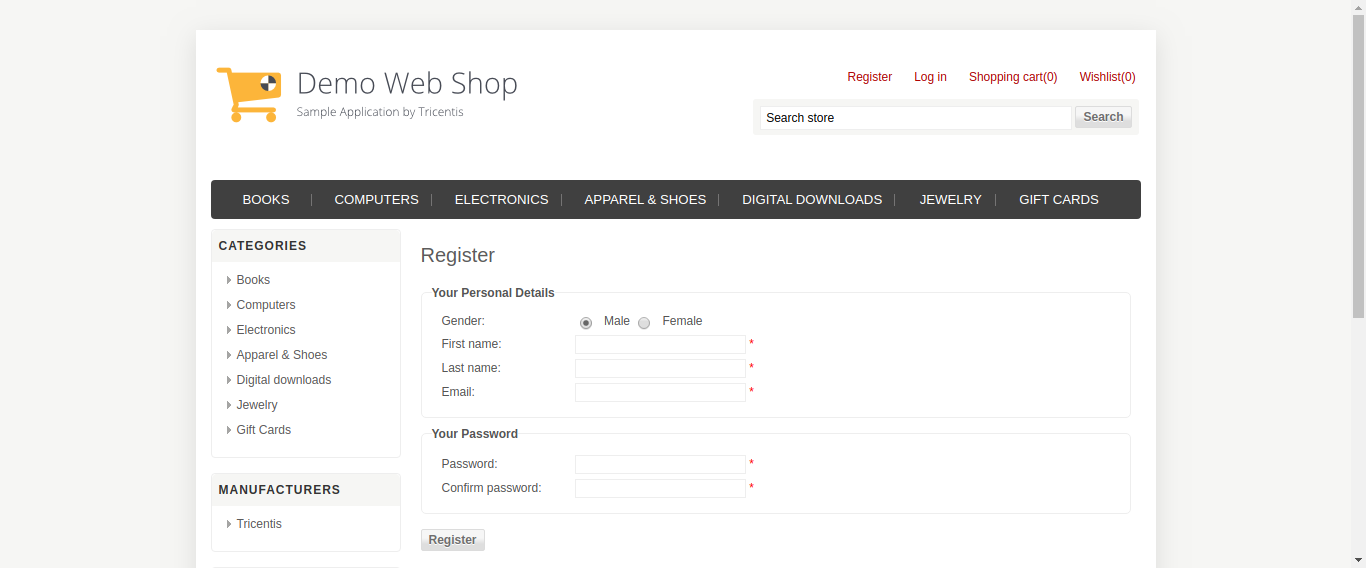 Demo Web Shop
Sample Application by Tricentis
Register Log in Shopping cart(0) Wishlist(0)
Search store Search
BOOKS COMPUTERS ELECTRONICS APPAREL & SHOES DIGITAL DOWNLOADS JEWELRY GIFT CARDS
CATEGORIES
Books
Computers
Electronics
Apparel & Shoes
Digital downloads
Jewelry
Gift Cards
MANUFACTURERS
Tricentis
Register
Your Personal Details
Gender: Male Female
First name: *
Last name: *
Email: *
Your Password
Password: *
Confirm password: *
Register